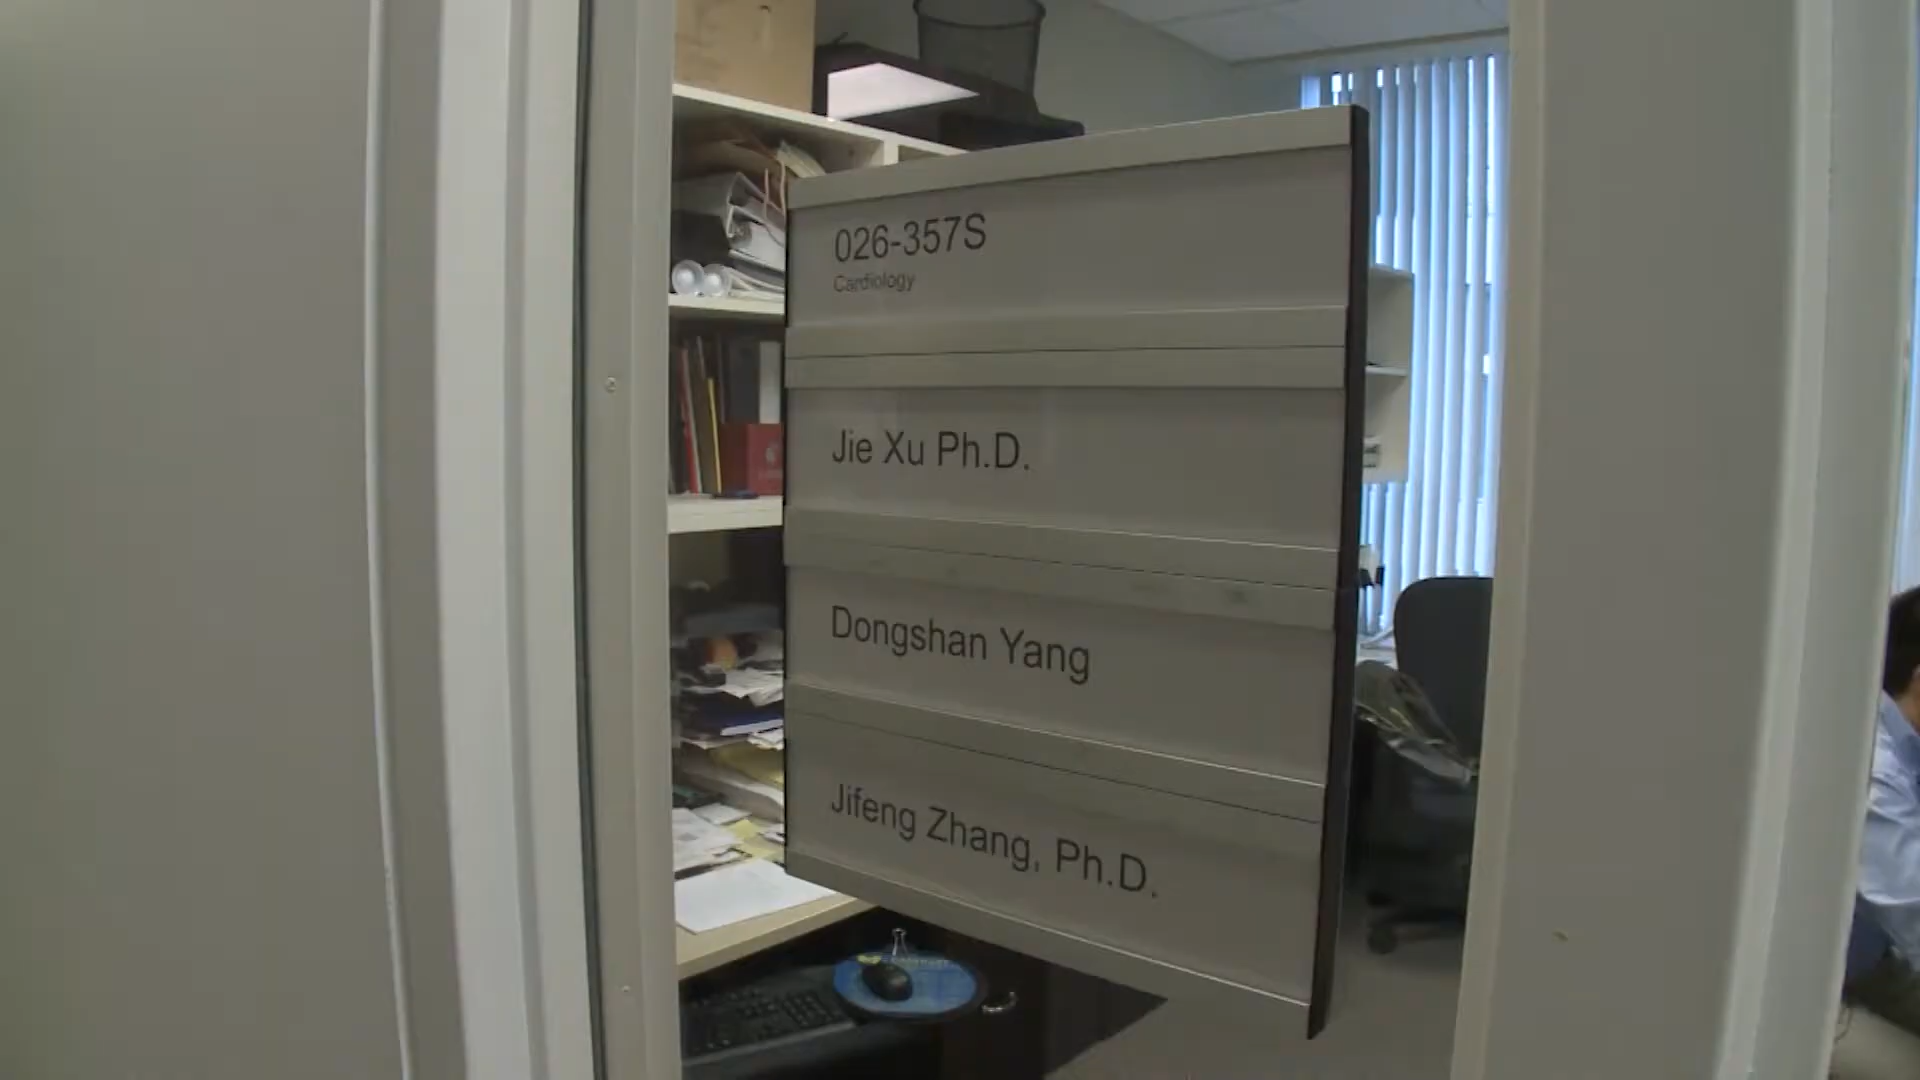 026-357S
Cardiology
Jie Xu Ph.D.
Dongshan Yang
Jifeng Zhang, Ph.D.